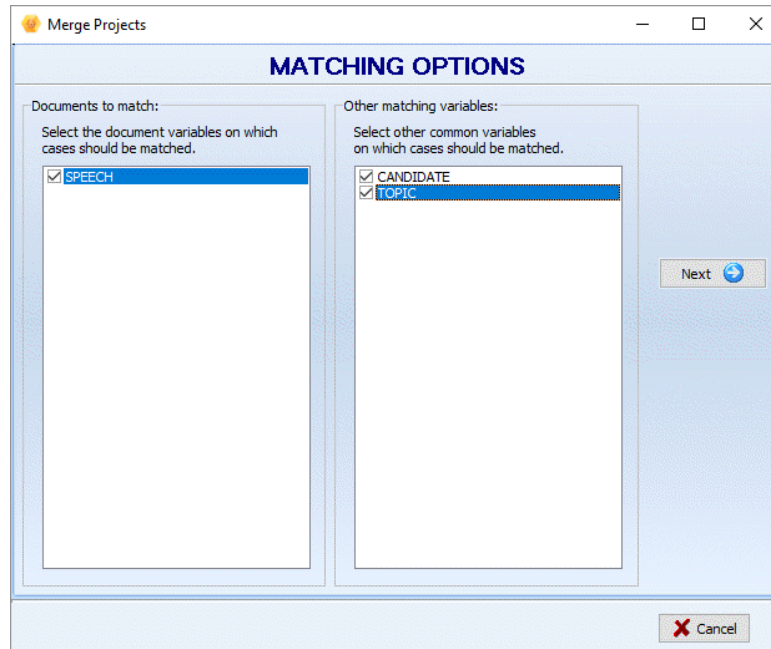 Merge Projects
MATCHING OPTIONS
Documents to match:
Select the document variables on which
cases should be matched.
SPEECH
Other matching variables:
Select other common variables
on which cases should be matched.
CANDIDATE
TOPIC
Next
Cancel